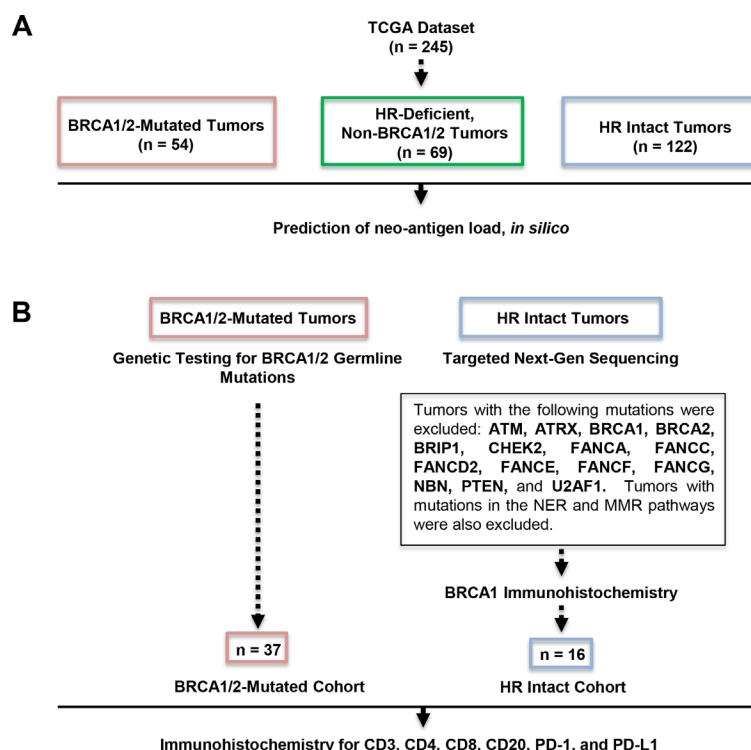 A
TCGA Dataset
(n = 245)
BRCA1/2-Mutated Tumors
(n = 54)
HR-Deficient,
Non-BRCA1/2 Tumors
(n = 69)
HR Intact Tumors
(n = 122)
Prediction of neo-antigen load, in silico
B
BRCA1/2-Mutated Tumors
HR Intact Tumors
Genetic Testing for BRCA1/2 Germline
Mutations
Targeted Next-Gen Sequencing
Tumors with the following mutations were
excluded: ATM, ATRX, BRCA1, BRCA2,
BRIP1, CHEK2, FANCA, FANCC,
FANCD2, FANCE, FANCF, FANCG,
NBN, PTEN, and U2AF1. Tumors with
mutations in the NER and MMR pathways
were also excluded.
BRCA1 Immunohistochemistry
n = 37
n = 16
BRCA1/2-Mutated Cohort
HR Intact Cohort
Immunohistochemistry for CD3, CD4, CD8, CD20, PD-1, and PD-L1